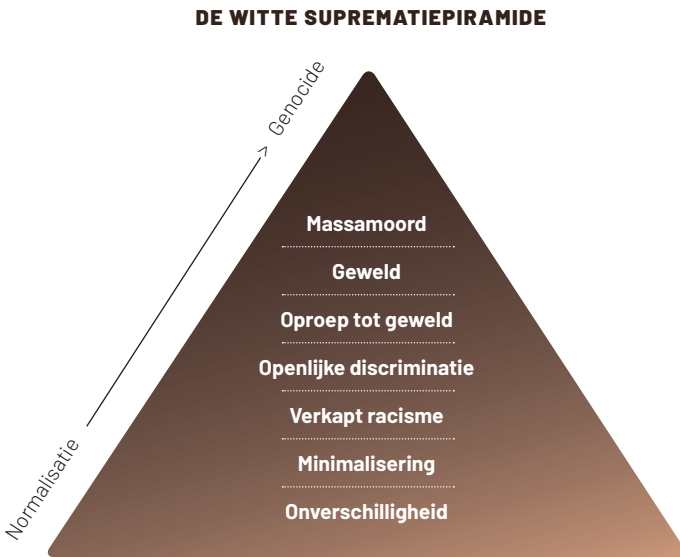 DE WITTE SUPREMATIEPIRAMIDE
Normalisatie —> Genocide
Massamoord
Geweld
Oproep tot geweld
Openlijke discriminatie
Verkapt racisme
Minimalisering
Onverschilligheid